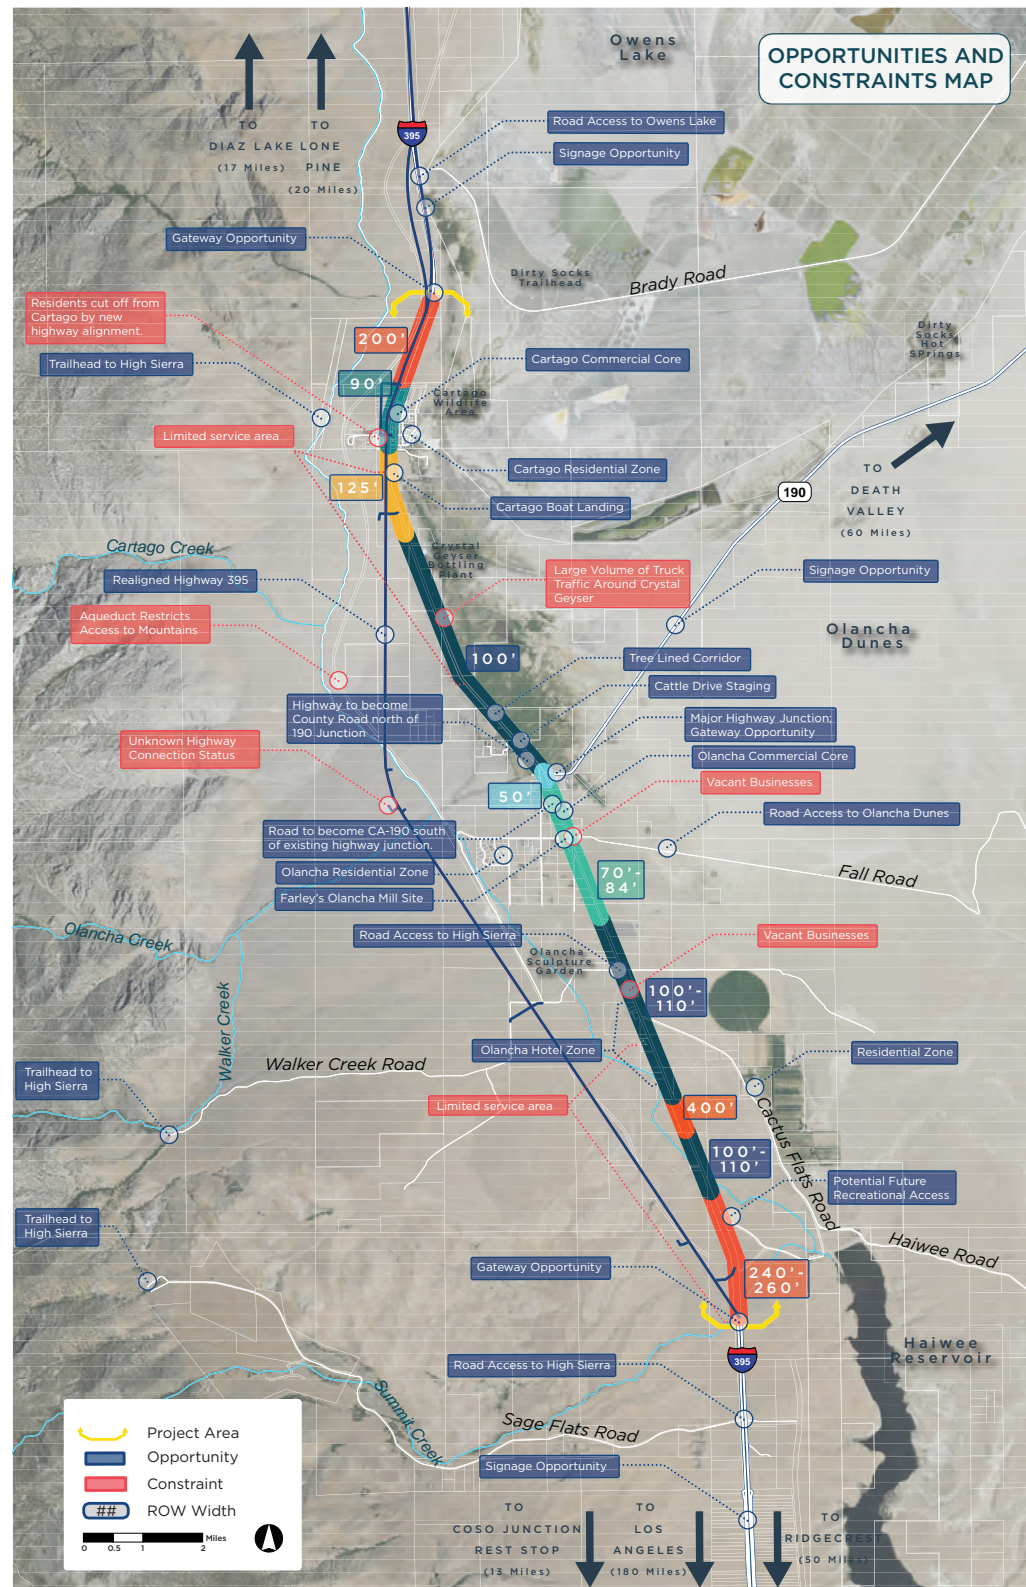 OPPORTUNITIES AND
CONSTRAINTS MAP
Owens
Lake
TO
DIAZ LAKE
(17 Miles)
TO
LONE
PINE
(20 Miles)
395
Road Access to Owens Lake
Signage Opportunity
Gateway Opportunity
Dirty Socks
Trailhead
Brady Road
Residents cut off from
Cartago by new
highway alignment.
200'
Dirty
Socks
Hot
SPrings
Trailhead to High Sierra
90'
Cartago Commercial Core
Cartago
Wildlife
Area
Limited service area
Cartago Residential Zone
125'
Cartago Boat Landing
190
TO
DEATH
VALLEY
(60 Miles)
Cartago Creek
Crystal
Geyser
Bottling
Plant
Realigned Highway 395
Large Volume of Truck
Traffic Around Crystal
Geyser
Signage Opportunity
Aqueduct Restricts
Access to Mountains
Olancha
Dunes
100'
Tree Lined Corridor
Cattle Drive Staging
Highway to become
County Road north of
190 Junction
Major Highway Junction;
Gateway Opportunity
Unknown Highway
Connection Status
Olancha Commercial Core
Vacant Businesses
50'
Road Access to Olancha Dunes
Road to become CA-190 south
of existing highway junction.
Olancha Residential Zone
70'-
84'
Fall Road
Farley's Olancha Mill Site
Olancha Creek
Road Access to High Sierra
Vacant Businesses
Olancha
Sculpture
Garden
100'-
110'
Walker Creek
Olancha Hotel Zone
Residential Zone
Walker Creek Road
Trailhead to
High Sierra
Limited service area
400'
Cactus Flats Road
100'-
110'
Potential Future
Recreational Access
Trailhead to
High Sierra
Haiwee Road
Gateway Opportunity
240'-
260'
Haiwee
Reservoir
395
Road Access to High Sierra
Summit Creek
Sage Flats Road
Signage Opportunity
TO
COSO JUNCTION
REST STOP
(13 Miles)
TO
LOS
ANGELES
(180 Miles)
TO
RIDGECREST
(50 Miles)
Project Area
Opportunity
Constraint
## ROW Width
Miles
0 0.5 1 2